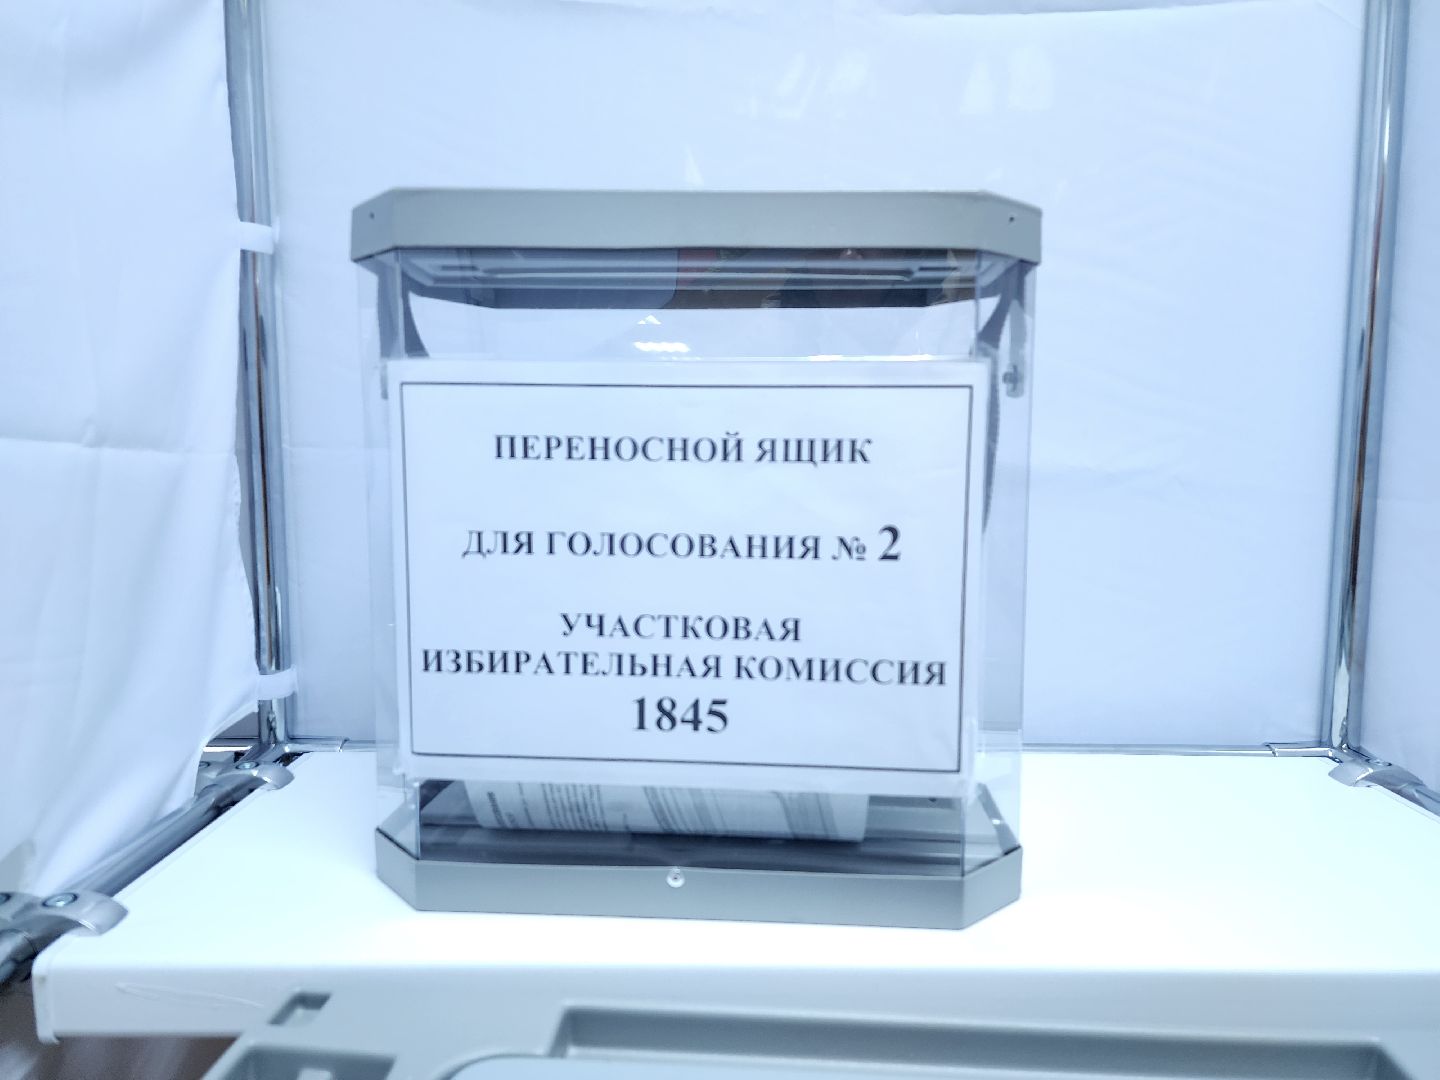 ПЕРЕНОСНОЙ ЯЩИК
ДЛЯ ГОЛОСОВАНИЯ № 2
УЧАСТКОВАЯ
ИЗБИРАТЕЛЬНАЯ КОМИССИЯ
1845